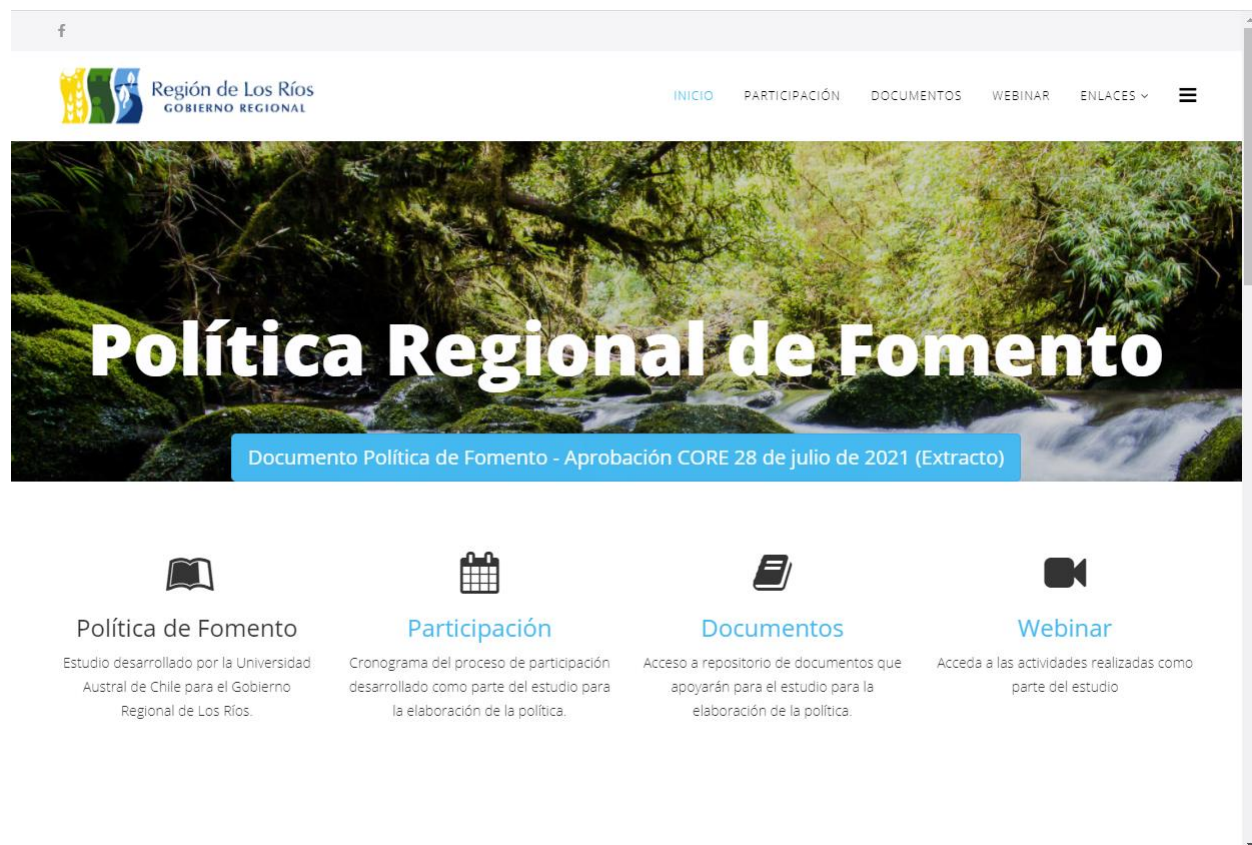 Región de Los Ríos
GOBIERNO REGIONAL
INICIO PARTICIPACIÓN DOCUMENTOS WEBINAR ENLACES
Política Regional de Fomento
Documento Política de Fomento - Aprobación CORE 28 de julio de 2021 (Extracto)
Política de Fomento
Estudio desarrollado por la Universidad
Austral de Chile para el Gobierno
Regional de Los Ríos.
Participación
Cronograma del proceso de participación
desarrollado como parte del estudio para
la elaboración de la política.
Documentos
Acceso a repositorio de documentos que
apoyarán para el estudio para la
elaboración de la política.
Webinar
Acceda a las actividades realizadas como
parte del estudio